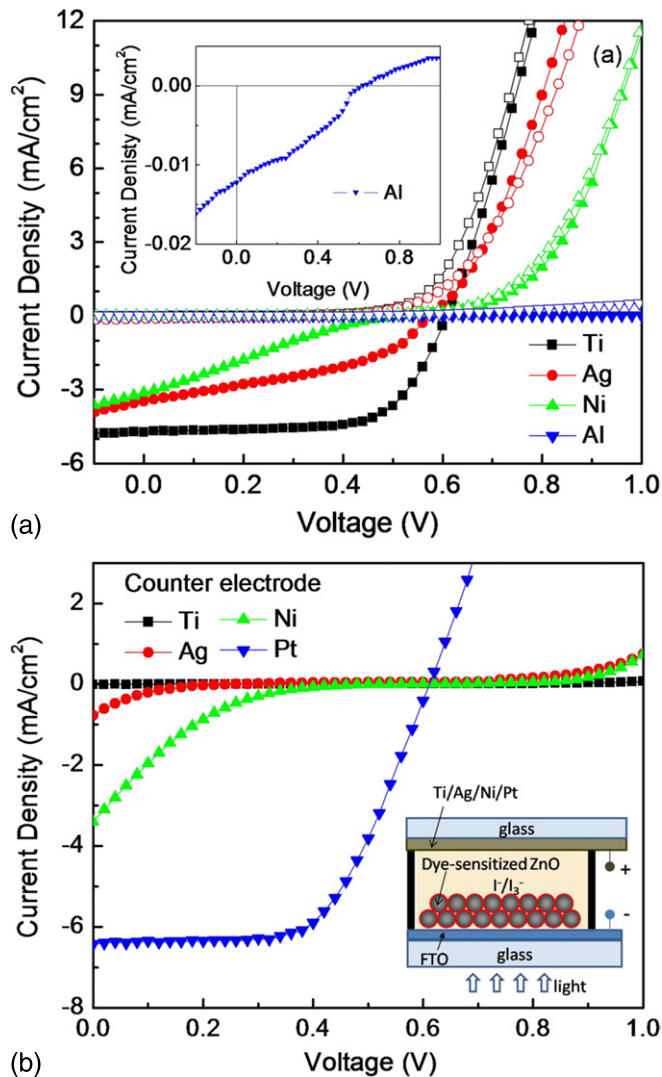 12
9
6
3
0
-3
-6
Current Density (mA/cm²)
(a)
0.00
-0.01
-0.02
Current Denisty (mA/cm²)
Al
0.0 0.4 0.8
Voltage (V)
Ti
Ag
Ni
Al
0.0 0.2 0.4 0.6 0.8 1.0
Voltage (V)
(a)
2
0
-2
-4
-6
-8
Current Density (mA/cm²)
Counter electrode
Ti Ni
Ag Pt
Ti/Ag/Ni/Pt
glass
Dye-sensitized ZnO
I⁻/I₃⁻
+
-
FTO
glass
light
0.0 0.2 0.4 0.6 0.8 1.0
Voltage (V)
(b)